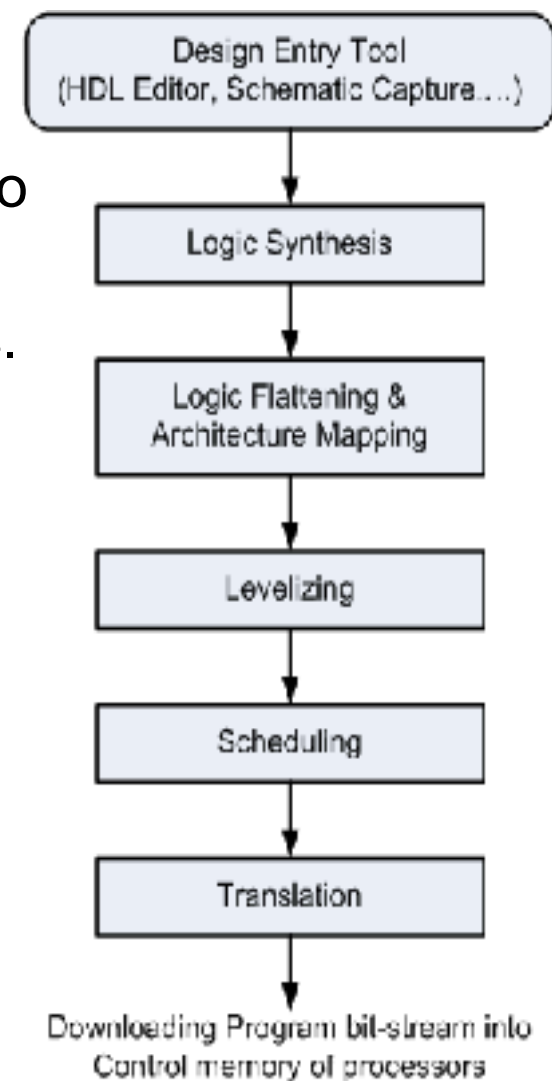 Design Entry Tool
(HDL Editor, Schematic Capture....)
o
Logic Synthesis
.
Logic Flattening &
Architecture Mapping
Levelizing
Scheduling
Translation
Downloading Program bit-stream into
Control memory of processors